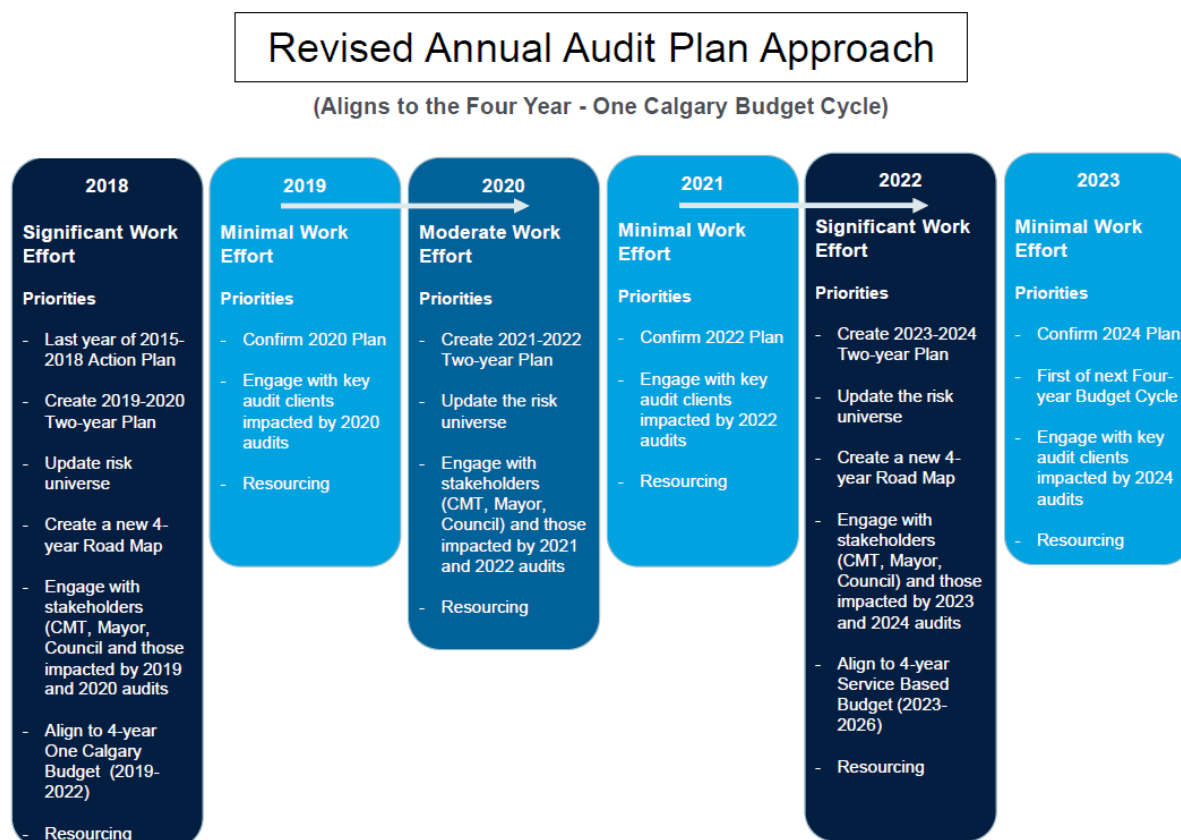 Revised Annual Audit Plan Approach
(Aligns to the Four Year - One Calgary Budget Cycle)
2018
Significant Work
Effort
Priorities
- Last year of 2015-
2018 Action Plan
- Create 2019-2020
Two-year Plan
- Update risk
universe
- Create a new 4-
year Road Map
- Engage with
stakeholders
(CMT, Mayor,
Council and those
impacted by 2019
and 2020 audits
- Align to 4-year
One Calgary
Budget (2019-
2022)
- Resourcing
2019
Minimal Work
Effort
Priorities
- Confirm 2020 Plan
- Engage with key
audit clients
impacted by 2020
audits
- Resourcing
2020
Moderate Work
Effort
Priorities
- Create 2021-2022
Two-year Plan
- Update the risk
universe
- Engage with
stakeholders
(CMT, Mayor,
Council) and those
impacted by 2021
and 2022 audits
- Resourcing
2021
Minimal Work
Effort
Priorities
- Confirm 2022 Plan
- Engage with key
audit clients
impacted by 2022
audits
- Resourcing
2022
Significant Work
Effort
Priorities
- Create 2023-2024
Two-year Plan
- Update the risk
universe
- Create a new 4-
year Road Map
- Engage with
stakeholders
(CMT, Mayor,
Council) and those
impacted by 2023
and 2024 audits
- Align to 4-year
Service Based
Budget (2023-
2026)
- Resourcing
2023
Minimal Work
Effort
Priorities
- Confirm 2024 Plan
- First of next Four-
year Budget Cycle
- Engage with key
audit clients
impacted by 2024
audits
- Resourcing